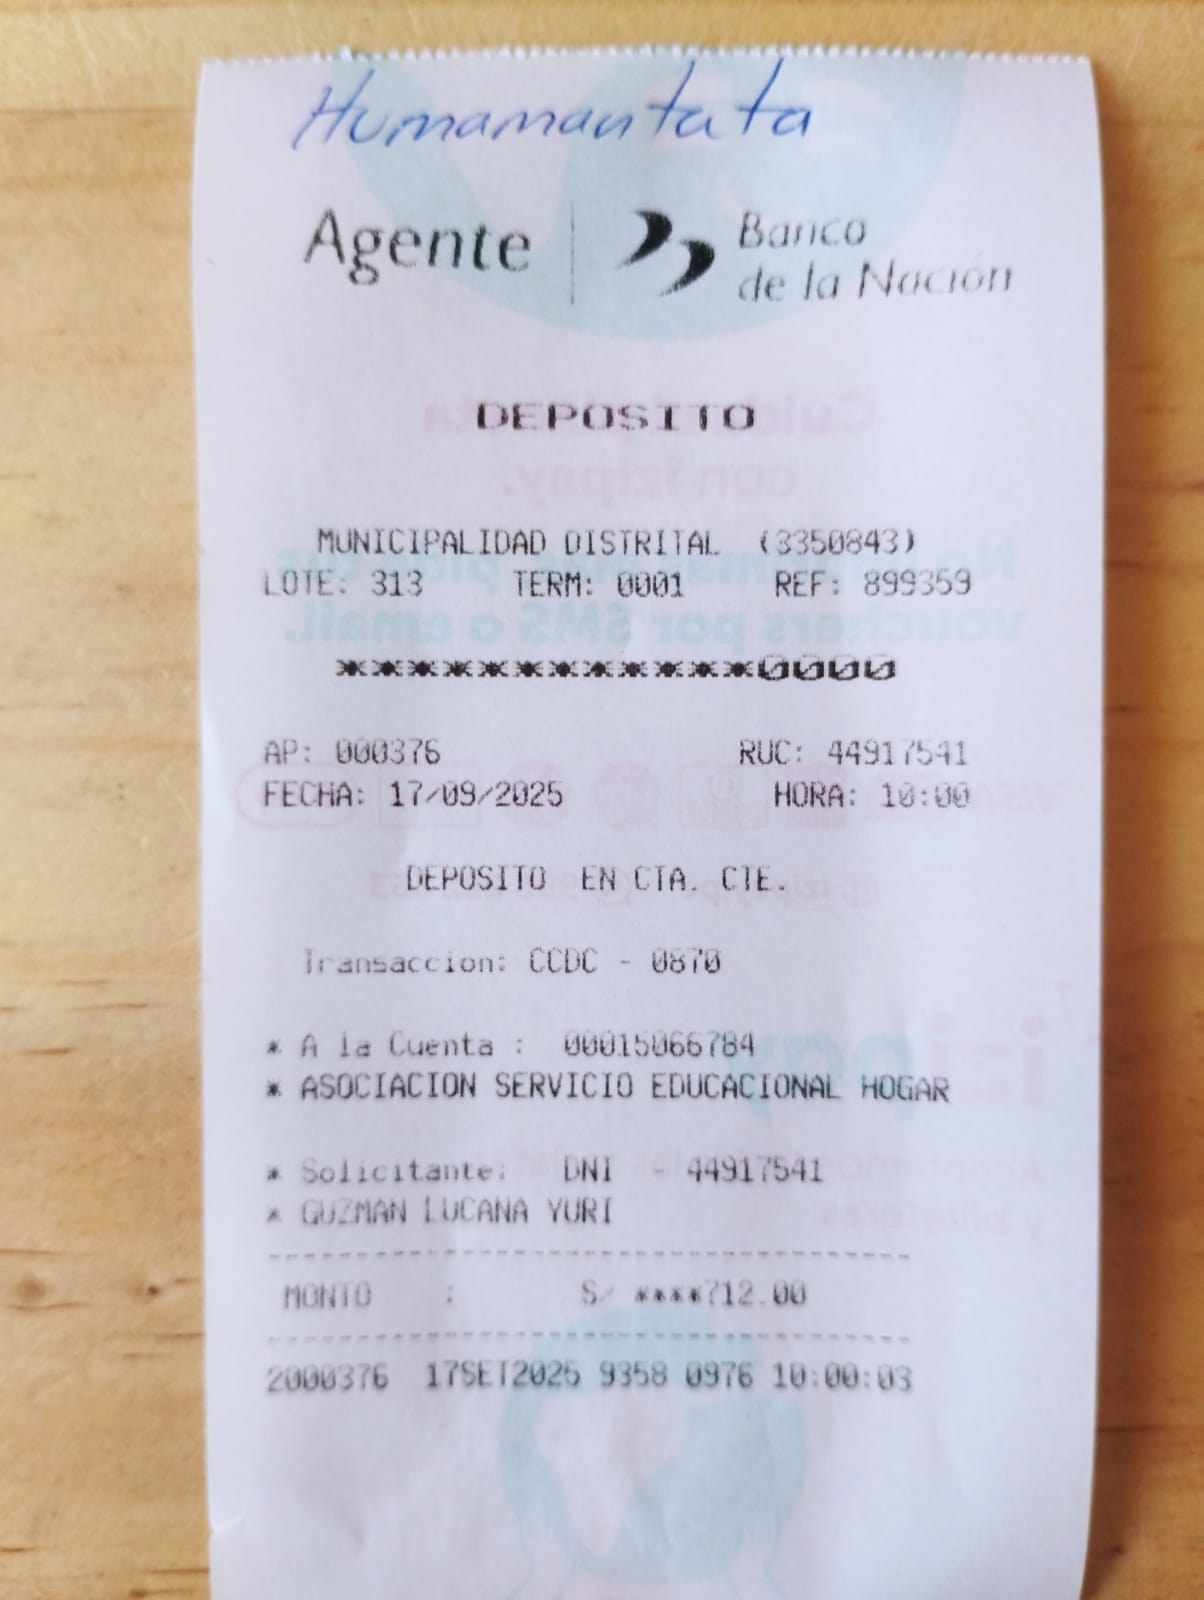 Humamantata
Agente | Banco de la Nación
DEPOSITO
MUNICIPALIDAD DISTRITAL (3350843)
LOTE: 313 TERM: 0001 REF: 899359
************0000
AP: 000376 RUC: 44917541
FECHA: 17/09/2025 HORA: 10:00
DEPOSITO EN CTA. CTE.
Transaccion: CCDC - 0870
* A la Cuenta : 00015066784
* ASOCIACION SERVICIO EDUCACIONAL HOGAR
* Solicitante: DNI - 44917541
* GUZMAN LUCANA YURI
MONTO : S/ ****712.00
2000376 17SET2025 9358 0976 10:00:03